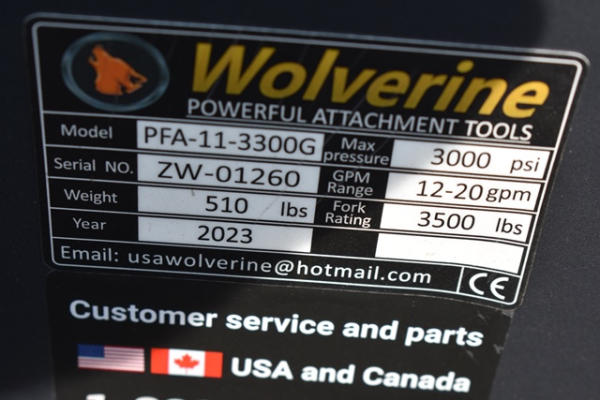 Wolverine
POWERFUL ATTACHMENT TOOLS
Model PFA-11-3300G Max pressure 3000 psi
Serial NO. ZW-01260 GPM Range 12-20gpm
Weight 510 lbs Fork Rating 3500 lbs
Year 2023
Email: usawolverine@hotmail.com CE
Customer service and parts
USA and Canada